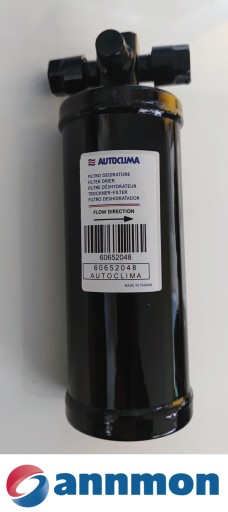 AUTOCLIMA
FILTRO DEIDRATORE
FILTER DRIER
FILTRE DÉSHYDRATEUR
TROCKNER-FILTER
FILTRO DESHIDRATADOR
FLOW DIRECTION
60652048
60652048
AUTOCLIMA
MADE IN TAIWAN
annmon